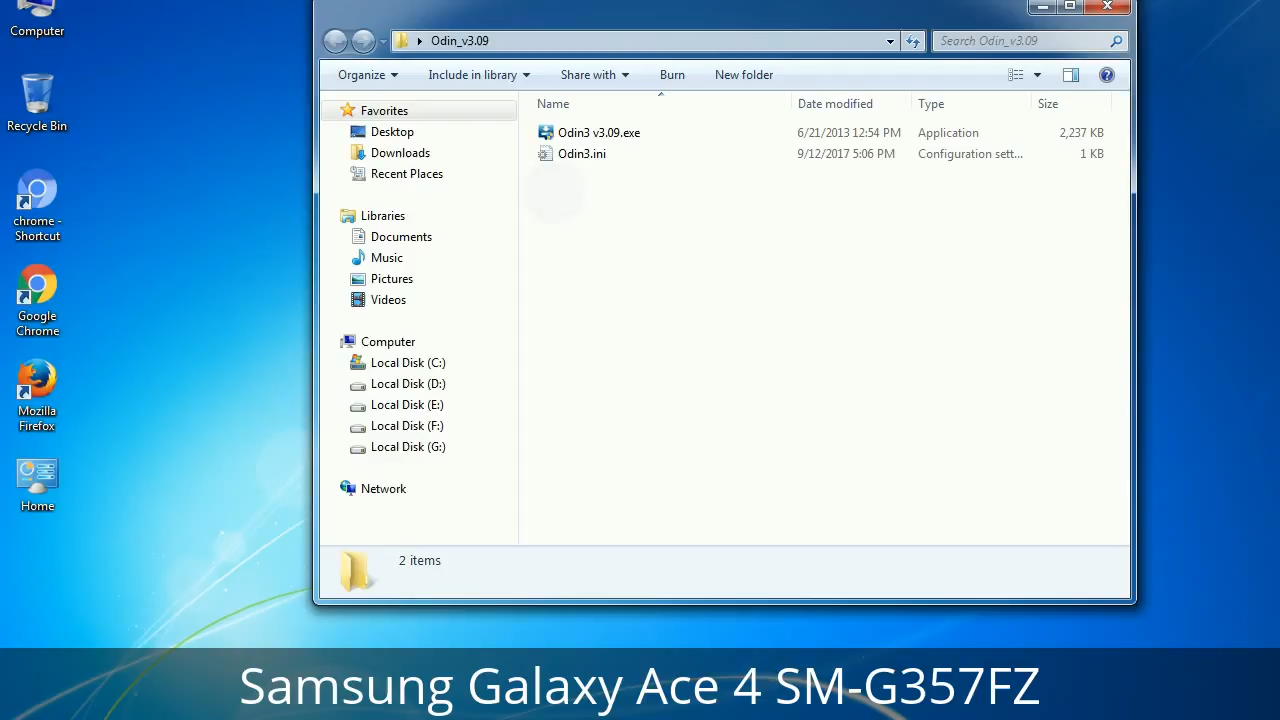 Computer
Recycle Bin
chrome -
Shortcut
Google
Chrome
Mozilla
Firefox
Home
Odin_v3.09
Search Odin_v3.09
Organize
Include in library
Share with
Burn
New folder
Favorites
Desktop
Downloads
Recent Places
Libraries
Documents
Music
Pictures
Videos
Computer
Local Disk (C:)
Local Disk (D:)
Local Disk (E:)
Local Disk (F:)
Local Disk (G:)
Network
Name Date modified Type Size
Odin3 v3.09.exe 6/21/2013 12:54 PM Application 2,237 KB
Odin3.ini 9/12/2017 5:06 PM Configuration sett... 1 KB
2 items
Samsung Galaxy Ace 4 SM-G357FZ